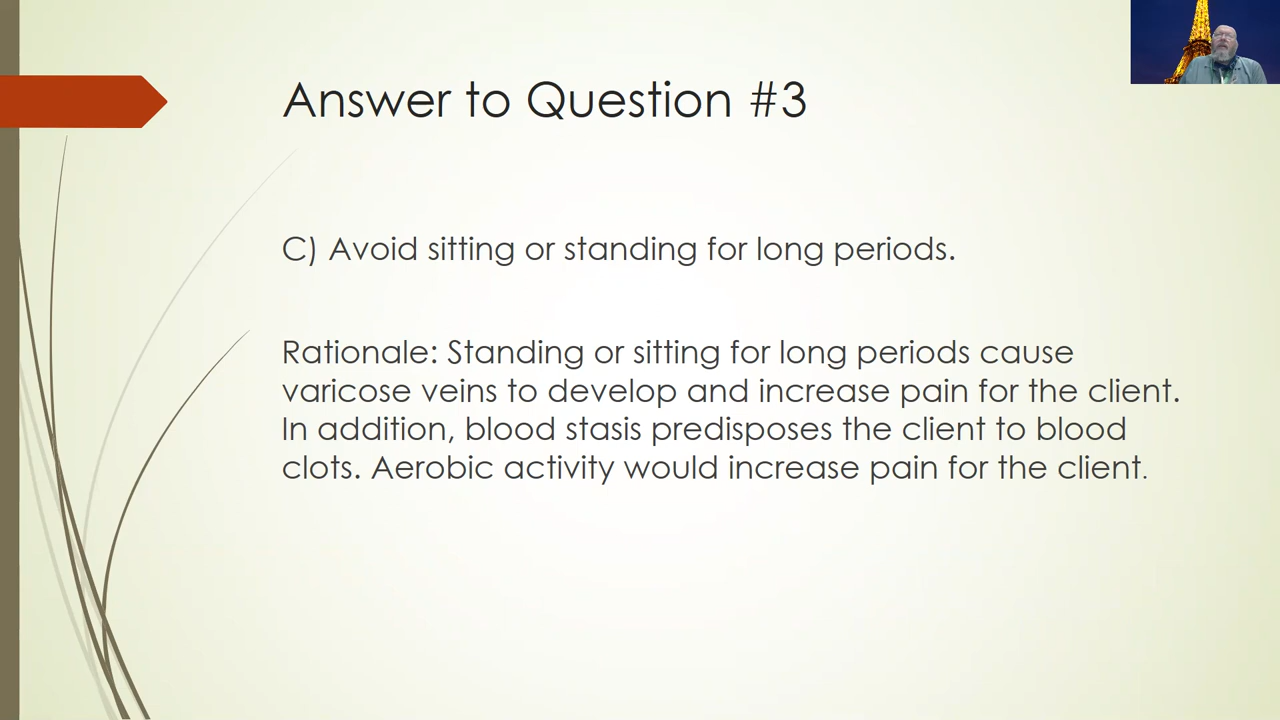 Answer to Question #3
C) Avoid sitting or standing for long periods.
Rationale: Standing or sitting for long periods cause
varicose veins to develop and increase pain for the client.
In addition, blood stasis predisposes the client to blood
clots. Aerobic activity would increase pain for the client.